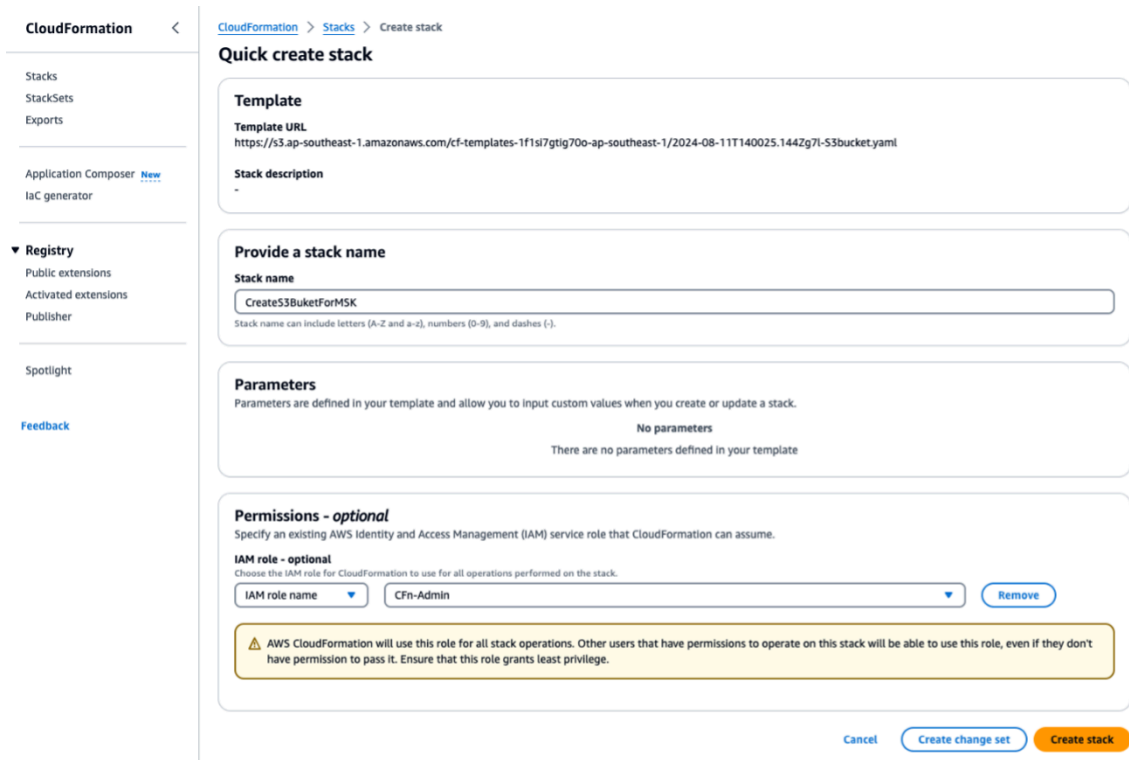 CloudFormation
Stacks
StackSets
Exports
Application Composer New
IaC generator
Registry
Public extensions
Activated extensions
Publisher
Spotlight
Feedback
CloudFormation > Stacks > Create stack
Quick create stack
Template
Template URL
https://s3.ap-southeast-1.amazonaws.com/cf-templates-1f1si7gtig70o-ap-southeast-1/2024-08-11T140025.144Zg7l-S3bucket.yaml
Stack description
-
Provide a stack name
Stack name
CreateS3BuketForMSK
Stack name can include letters (A-Z and a-z), numbers (0-9), and dashes (-).
Parameters
Parameters are defined in your template and allow you to input custom values when you create or update a stack.
No parameters
There are no parameters defined in your template
Permissions - optional
Specify an existing AWS Identity and Access Management (IAM) service role that CloudFormation can assume.
IAM role - optional
Choose the IAM role for CloudFormation to use for all operations performed on the stack.
IAM role name
CFn-Admin
Remove
AWS CloudFormation will use this role for all stack operations. Other users that have permissions to operate on this stack will be able to use this role, even if they don't
have permission to pass it. Ensure that this role grants least privilege.
Cancel
Create change set
Create stack